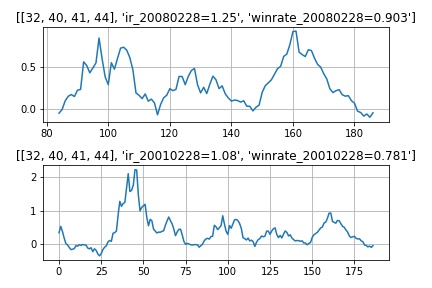 [[32, 40, 41, 44], 'ir_20080228=1.25', 'winrate_20080228=0.903']
0.5
0.0
80 100 120 140 160 180
[[32, 40, 41, 44], 'ir_20010228=1.08', 'winrate_20010228=0.781']
2
1
0
0 25 50 75 100 125 150 175